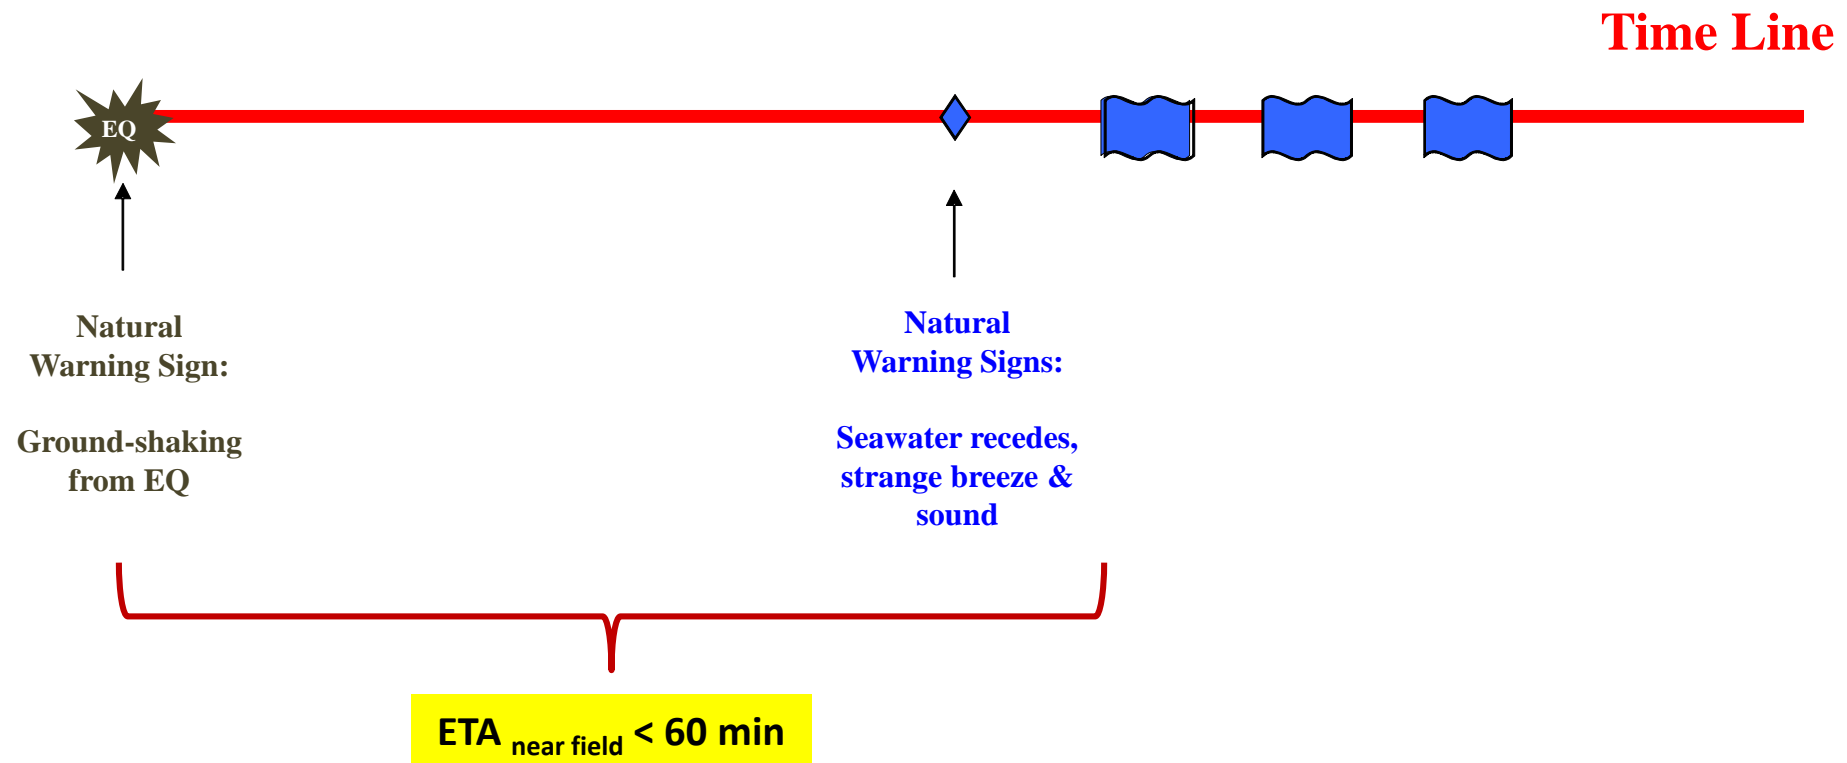 Time Line
EQ
Natural
Warning Sign:
Ground-shaking
from EQ
Natural
Warning Signs:
Seawater recedes,
strange breeze &
sound
ETA near field < 60 min